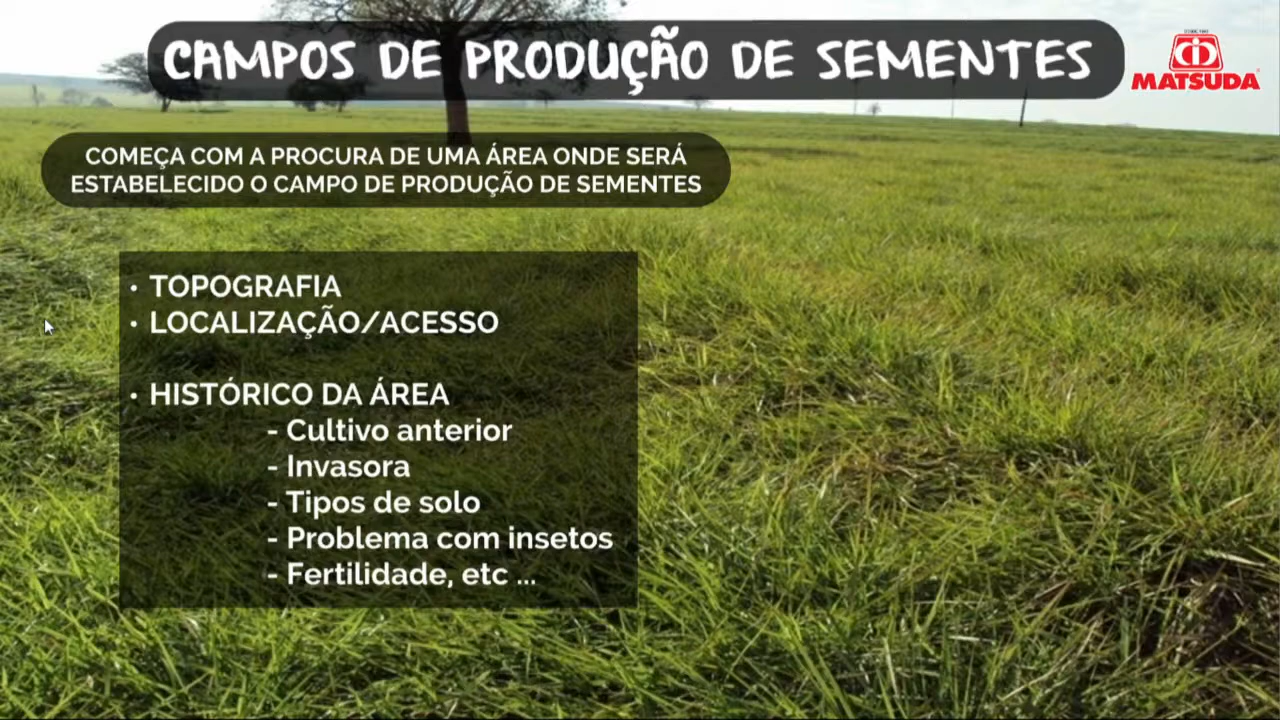 CAMPOS DE PRODUÇÃO DE SEMENTES
MATSUDA
COMEÇA COM A PROCURA DE UMA ÁREA ONDE SERÁ
ESTABELECIDO O CAMPO DE PRODUÇÃO DE SEMENTES
• TOPOGRAFIA
• LOCALIZAÇÃO/ACESSO
• HISTÓRICO DA ÁREA
- Cultivo anterior
- Invasora
- Tipos de solo
- Problema com insetos
- Fertilidade, etc ...